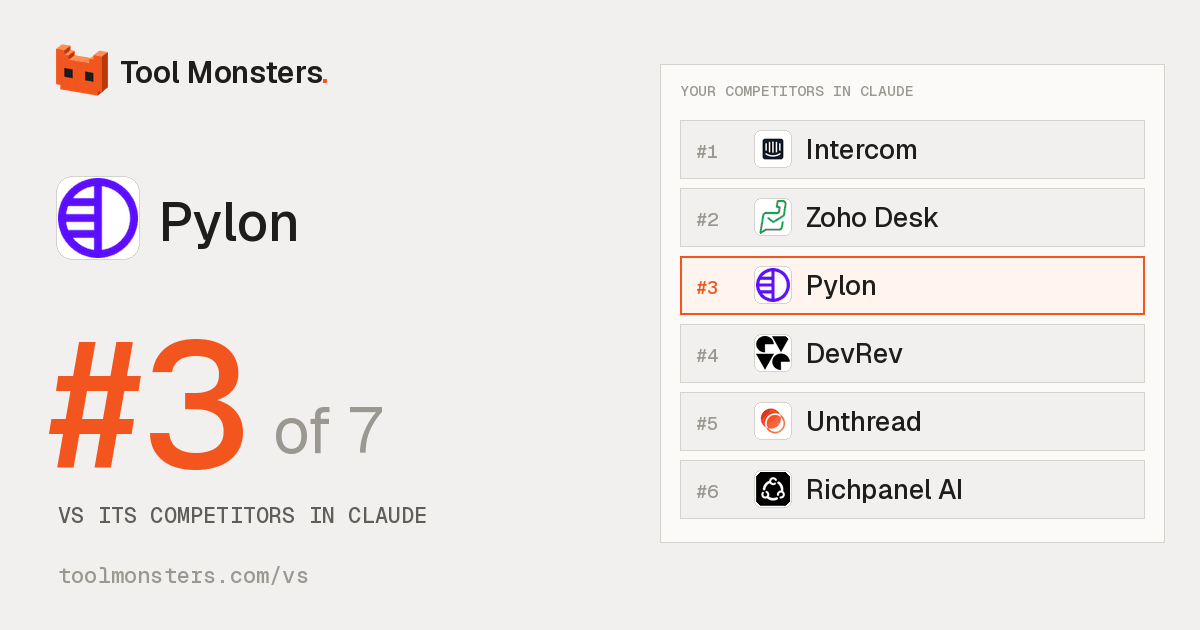 Tool Monsters.
Pylon
#3 of 7
VS ITS COMPETITORS IN CLAUDE
toolmonsters.com/vs
YOUR COMPETITORS IN CLAUDE
#1 Intercom
#2 Zoho Desk
#3 Pylon
#4 DevRev
#5 Unthread
#6 Richpanel AI